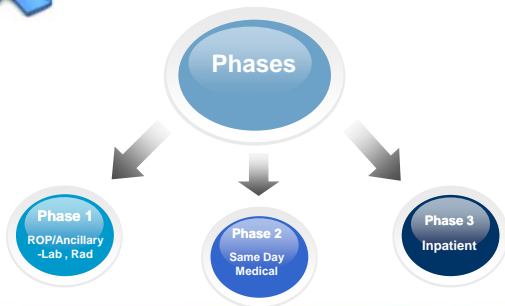 Phases
Phase 1
ROP/Ancillary
-Lab , Rad
Phase 2
Same Day
Medical
Phase 3
Inpatient